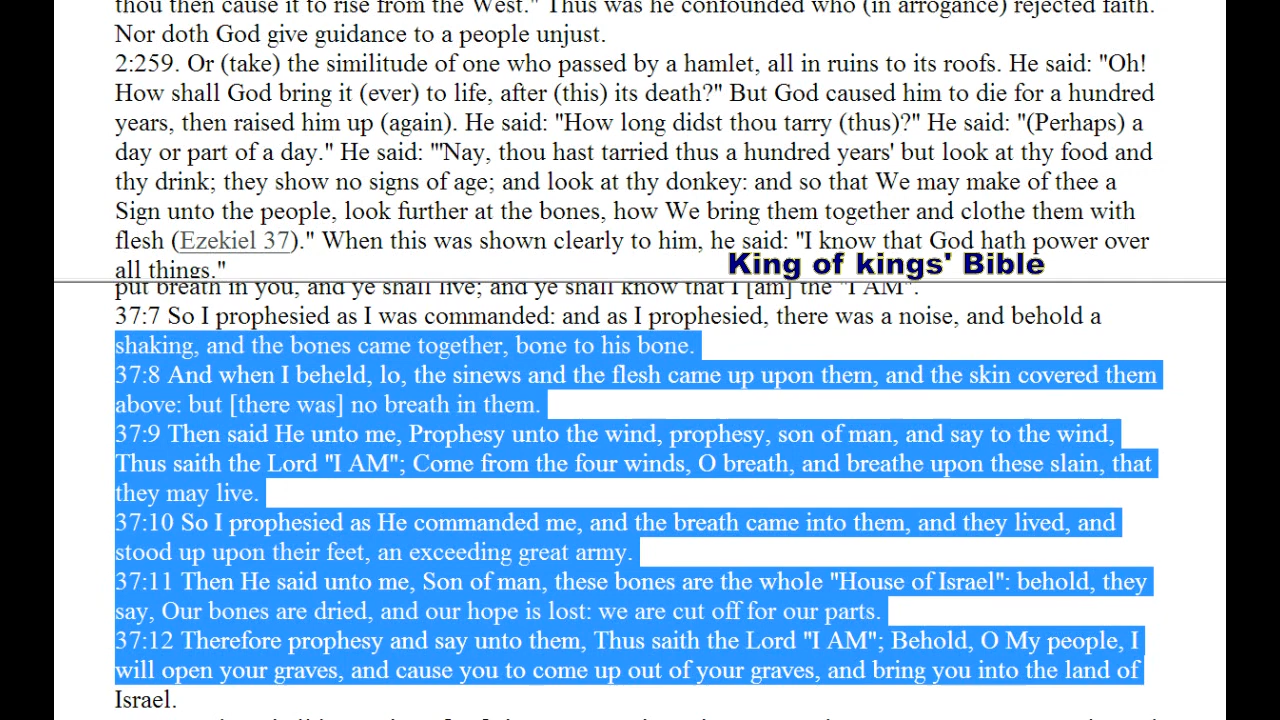 thou then cause it to rise from the West." Thus was he confounded who (in arrogance) rejected faith.
Nor doth God give guidance to a people unjust.
2:259. Or (take) the similitude of one who passed by a hamlet, all in ruins to its roofs. He said: "Oh!
How shall God bring it (ever) to life, after (this) its death?" But God caused him to die for a hundred
years, then raised him up (again). He said: "How long didst thou tarry (thus)?" He said: "(Perhaps) a
day or part of a day." He said: "'Nay, thou hast tarried thus a hundred years' but look at thy food and
thy drink; they show no signs of age; and look at thy donkey: and so that We may make of thee a
Sign unto the people, look further at the bones, how We bring them together and clothe them with
flesh (Ezekiel 37)." When this was shown clearly to him, he said: "I know that God hath power over
all things."
King of kings' Bible
put breath in you, and ye shall live; and ye shall know that I [am] the "I AM".
37:7 So I prophesied as I was commanded: and as I prophesied, there was a noise, and behold a
shaking, and the bones came together, bone to his bone.
37:8 And when I beheld, lo, the sinews and the flesh came up upon them, and the skin covered them
above: but [there was] no breath in them.
37:9 Then said He unto me, Prophesy unto the wind, prophesy, son of man, and say to the wind,
Thus saith the Lord "I AM"; Come from the four winds, O breath, and breathe upon these slain, that
they may live.
37:10 So I prophesied as He commanded me, and the breath came into them, and they lived, and
stood up upon their feet, an exceeding great army.
37:11 Then He said unto me, Son of man, these bones are the whole "House of Israel": behold, they
say, Our bones are dried, and our hope is lost: we are cut off for our parts.
37:12 Therefore prophesy and say unto them, Thus saith the Lord "I AM"; Behold, O My people, I
will open your graves, and cause you to come up out of your graves, and bring you into the land of
Israel.